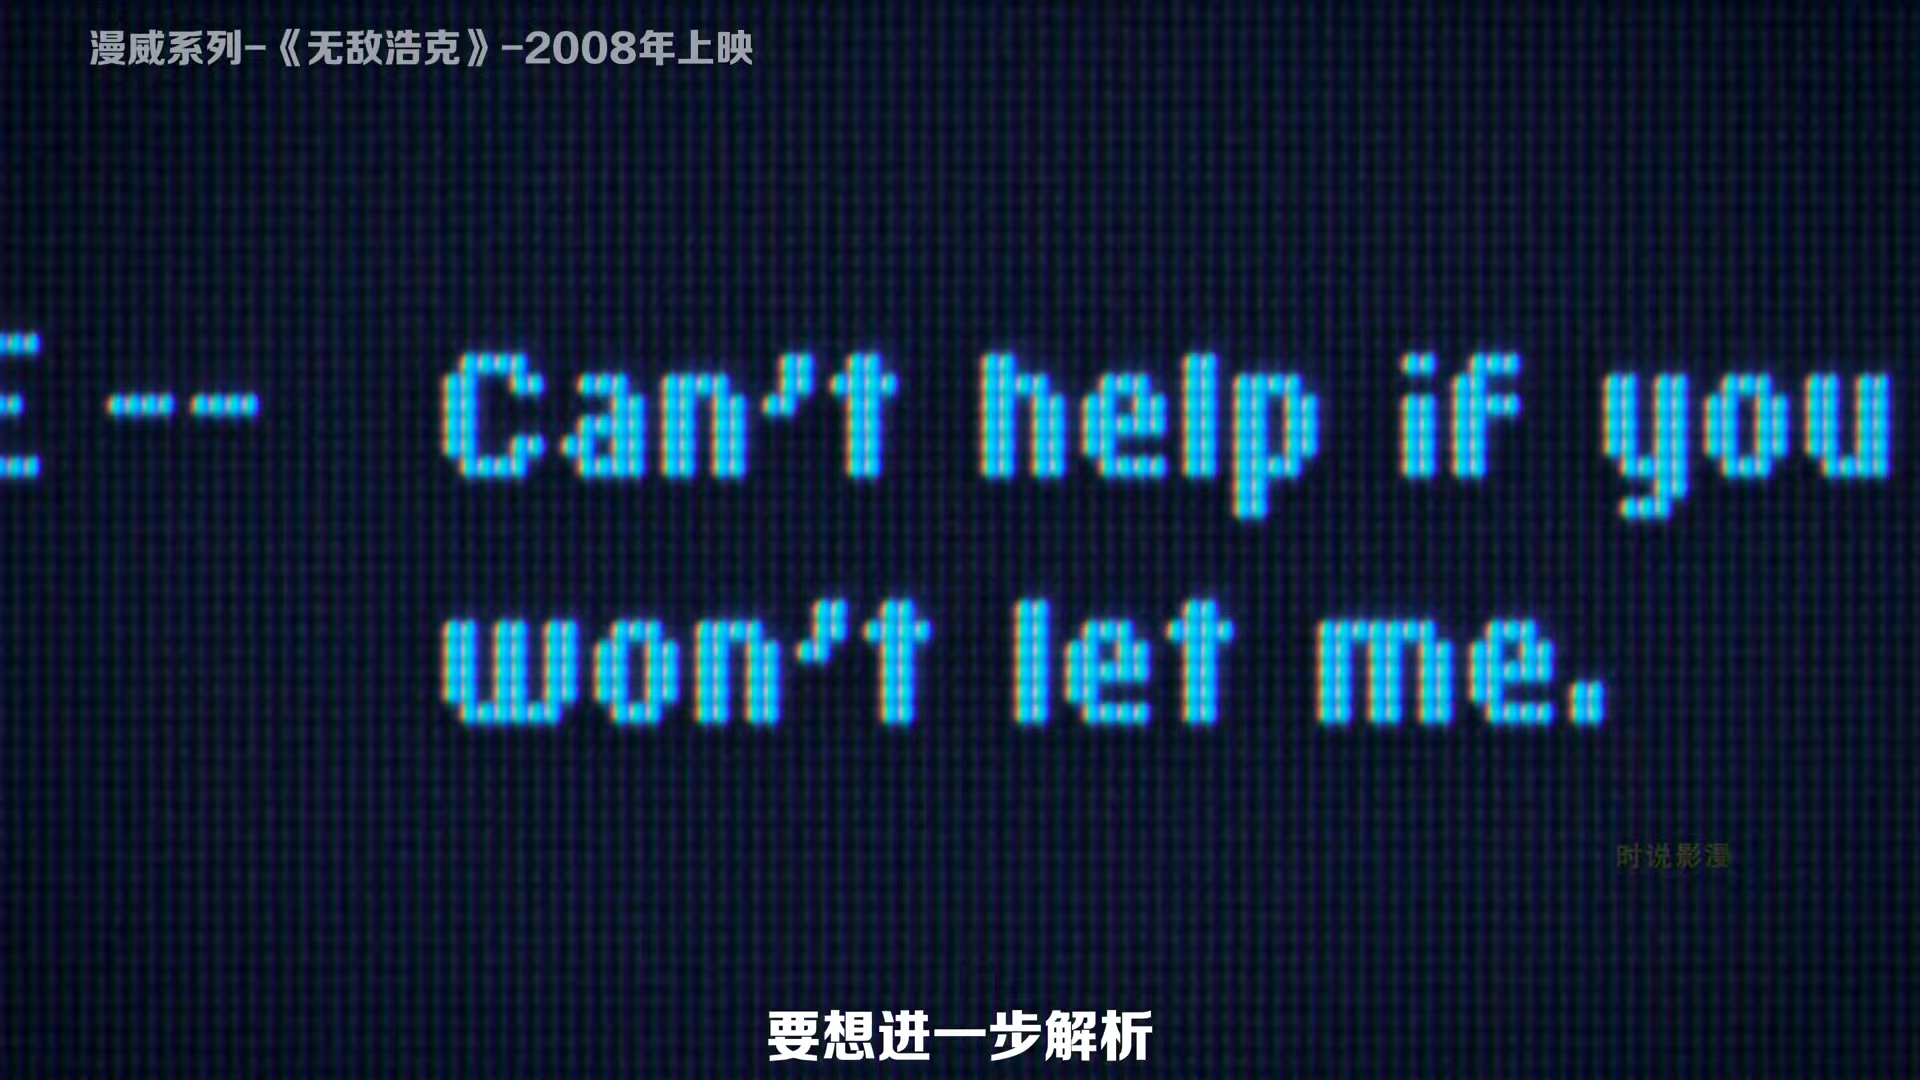 漫威系列-《无敌浩克》-2008年上映
E -- Can't help if you
won't let me.
时说影漫
要想进一步解析